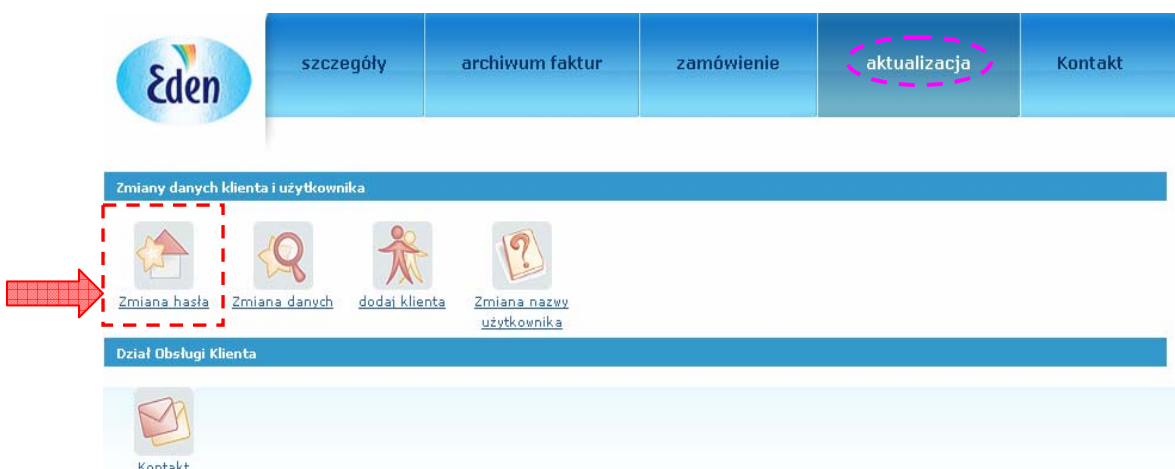 Eden
szczegóły archiwum faktur zamówienie aktualizacja Kontakt
Zmiany danych klienta i użytkownika
Zmiana hasła Zmiana danych dodaj klienta Zmiana nazwy
użytkownika
Dział Obsługi Klienta
Kontakt